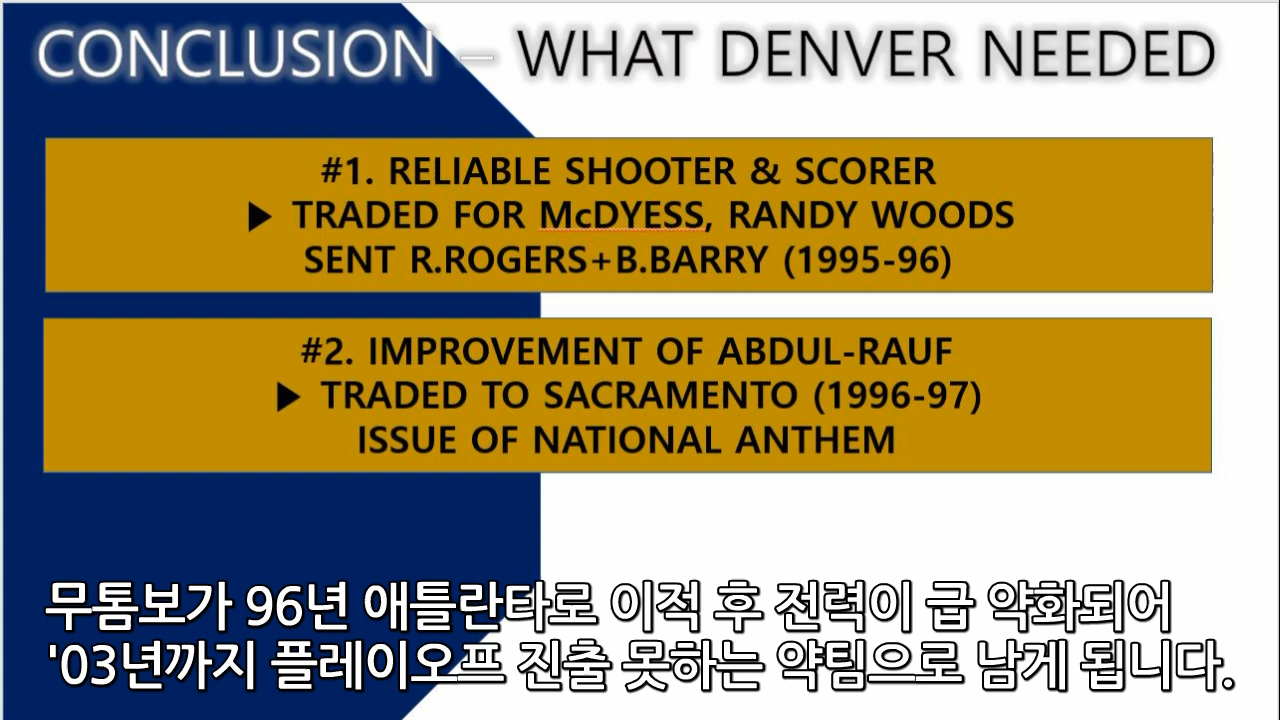 CONCLUSION – WHAT DENVER NEEDED
#1. RELIABLE SHOOTER & SCORER
▶ TRADED FOR McDYESS, RANDY WOODS
SENT R.ROGERS+B.BARRY (1995-96)
#2. IMPROVEMENT OF ABDUL-RAUF
▶ TRADED TO SACRAMENTO (1996-97)
ISSUE OF NATIONAL ANTHEM
무톰보가 96년 애틀란타로 이적 후 전력이 급 약화되어
'03년까지 플레이오프 진출 못하는 약팀으로 남게 됩니다.